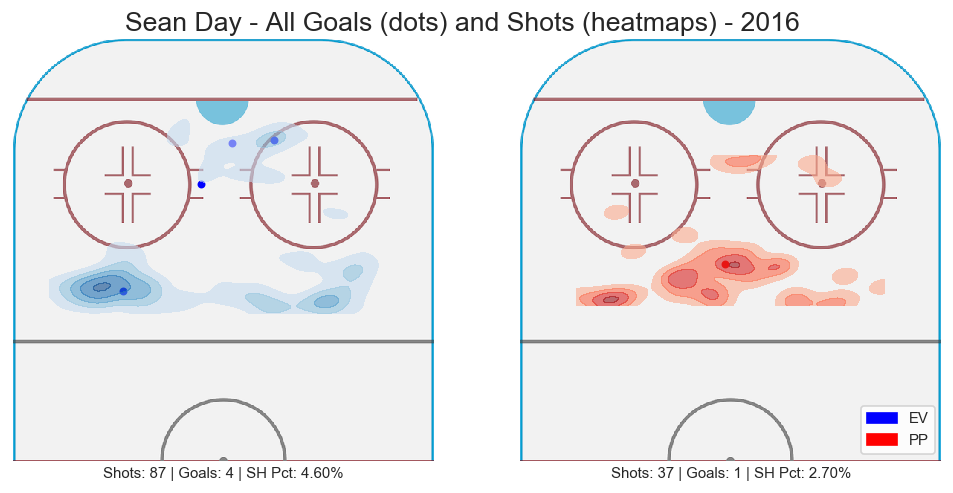 Sean Day - All Goals (dots) and Shots (heatmaps) - 2016
EV
PP
Shots: 87 | Goals: 4 | SH Pct: 4.60%
Shots: 37 | Goals: 1 | SH Pct: 2.70%